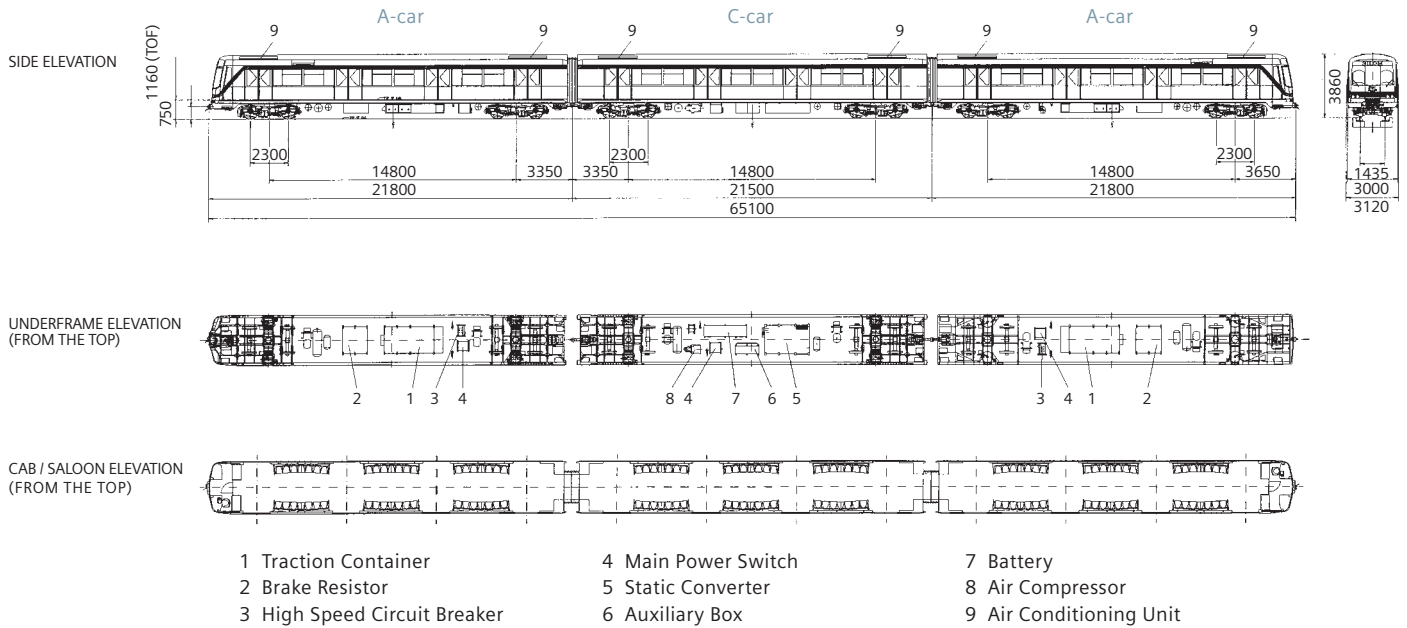 A-car C-car A-car
SIDE ELEVATION
9 9 9 9 9 9
1160 (TOF)
750
3860
2300 2300 2300
14800 3350 3350 14800 14800 3650 1435
21800 21500 21800 3000
65100 3120
UNDERFRAME ELEVATION
(FROM THE TOP)
2 1 3 4 8 4 7 6 5 3 4 1 2
CAB / SALOON ELEVATION
(FROM THE TOP)
1 Traction Container
2 Brake Resistor
3 High Speed Circuit Breaker
4 Main Power Switch
5 Static Converter
6 Auxiliary Box
7 Battery
8 Air Compressor
9 Air Conditioning Unit